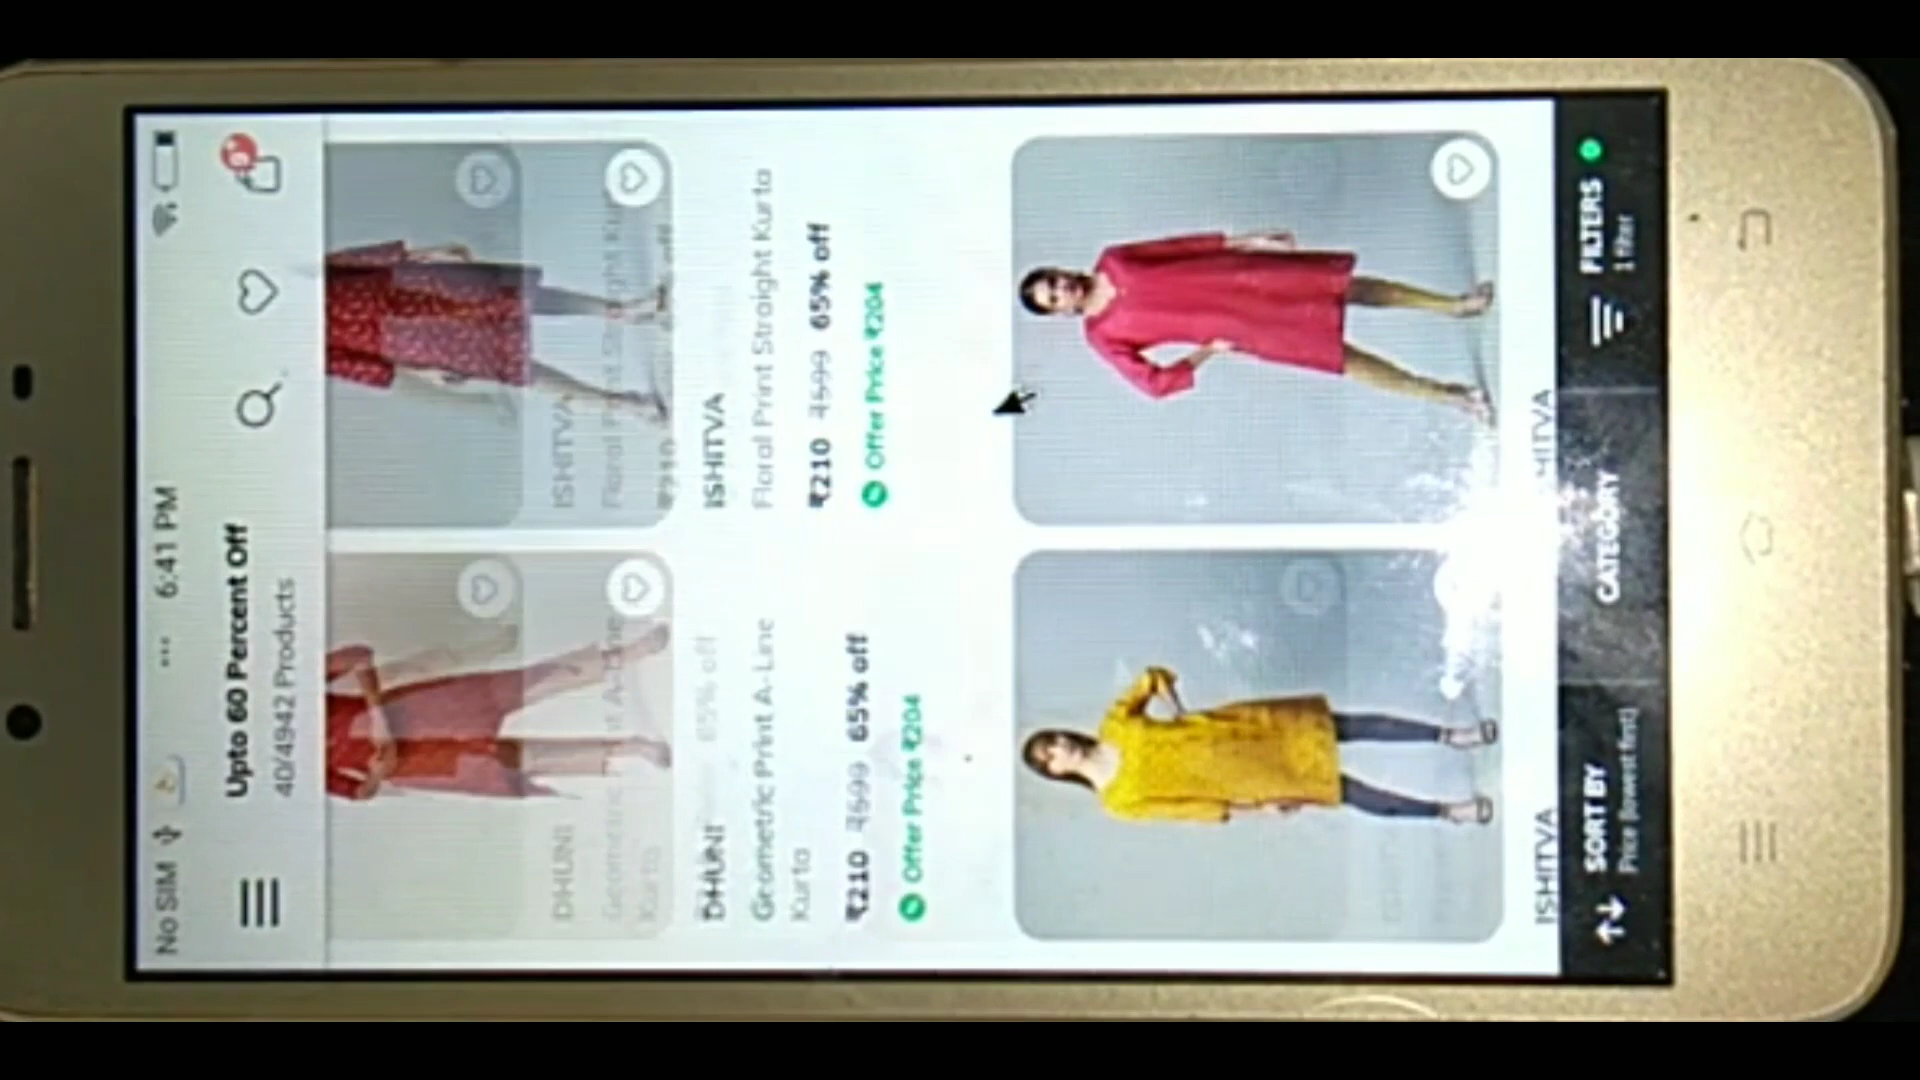 No SIM ... 6:41 PM
Upto 60 Percent Off
40/4942 Products
9+
DHUNI
Geometric Print A-Line
Kurta
₹210 ₹599 65% off
Offer Price ₹204
ISHITVA
Floral Print Straight Kurta
₹210 ₹599 65% off
Offer Price ₹204
ISHITVA
ISHITVA
SORT BY
Price (lowest first)
CATEGORY
FILTERS
1 filter